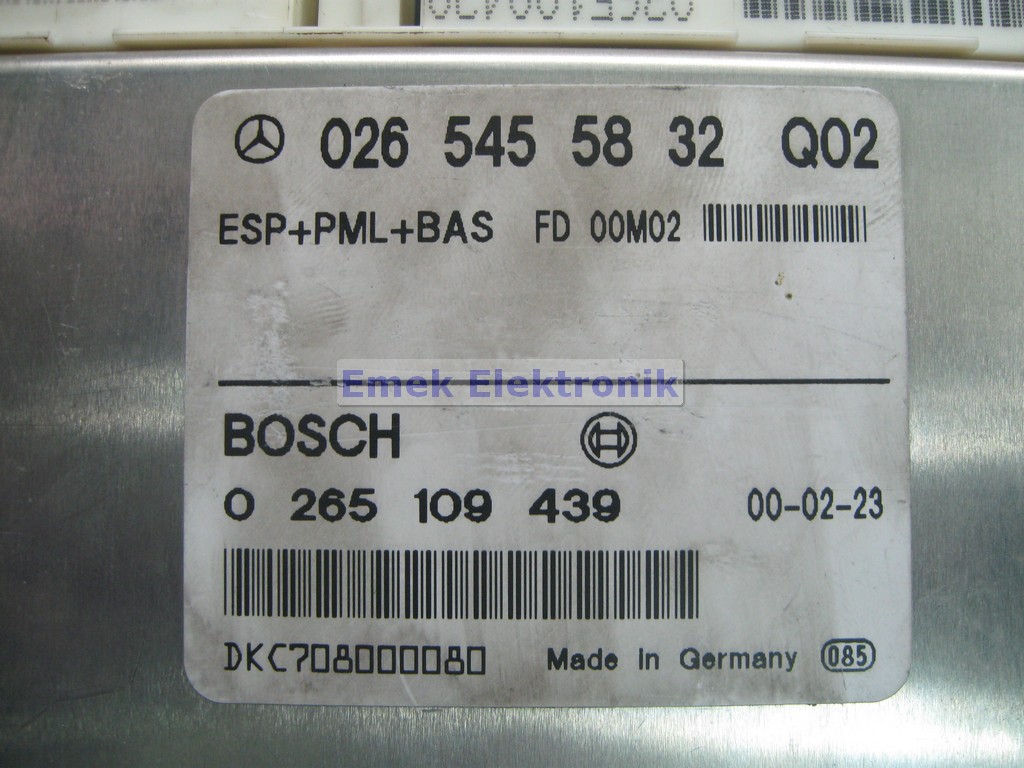 026 545 58 32 Q02
ESP+PML+BAS FD 00M02
Emek Elektronik
BOSCH
0 265 109 439 00-02-23
DKC708000080
Made in Germany 085